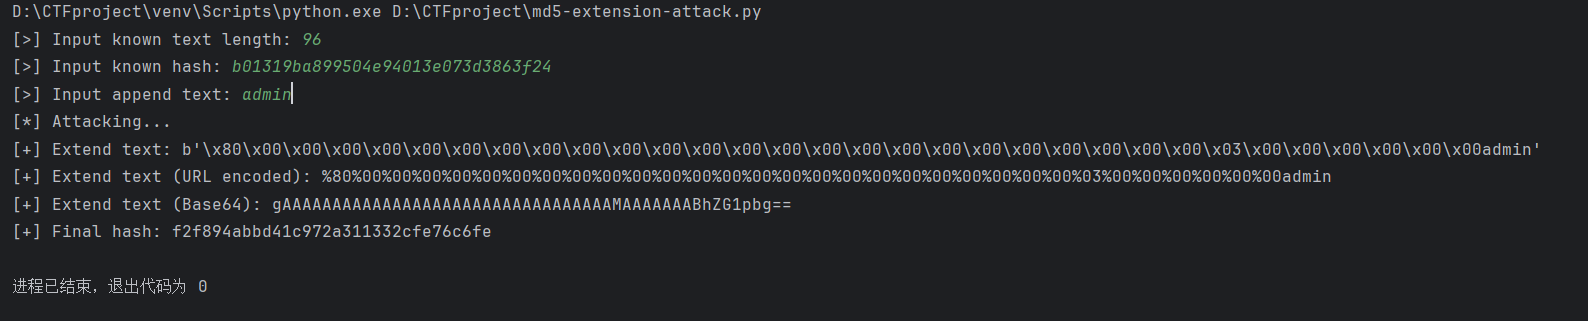 D:\CTFproject\venv\Scripts\python.exe D:\CTFproject\md5-extension-attack.py
[>] Input known text length: 96
[>] Input known hash: b01319ba899504e94013e073d3863f24
[>] Input append text: admin
[*] Attacking...
[+] Extend text: b'\x80\x00\x00\x00\x00\x00\x00\x00\x00\x00\x00\x00\x00\x00\x00\x00\x00\x00\x00\x00\x00\x00\x00\x00\x00\x03\x00\x00\x00\x00\x00\x00admin'
[+] Extend text (URL encoded): %80%00%00%00%00%00%00%00%00%00%00%00%00%00%00%00%00%00%00%00%00%00%00%00%00%03%00%00%00%00%00%00admin
[+] Extend text (Base64): gAAAAAAAAAAAAAAAAAAAAAAAAAAAAAAAAAMAAAAAAABhZG1pbg==
[+] Final hash: f2f894abbd41c972a311332cfe76c6fe
进程已结束，退出代码为 0